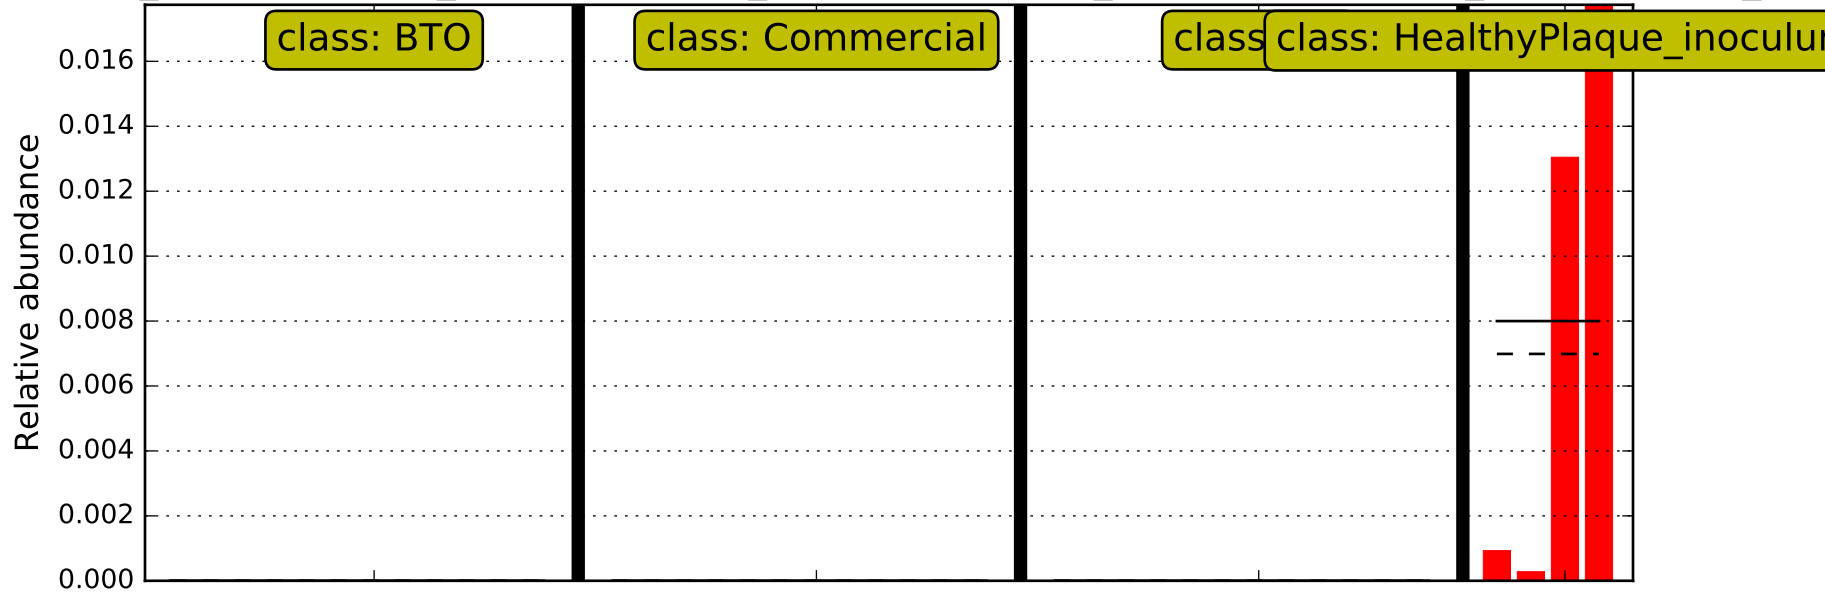 class: BTO
class: Commercial
class
class: HealthyPlaque_inoculu
Relative abundance
0.016
0.014
0.012
0.010
0.008
0.006
0.004
0.002
0.000